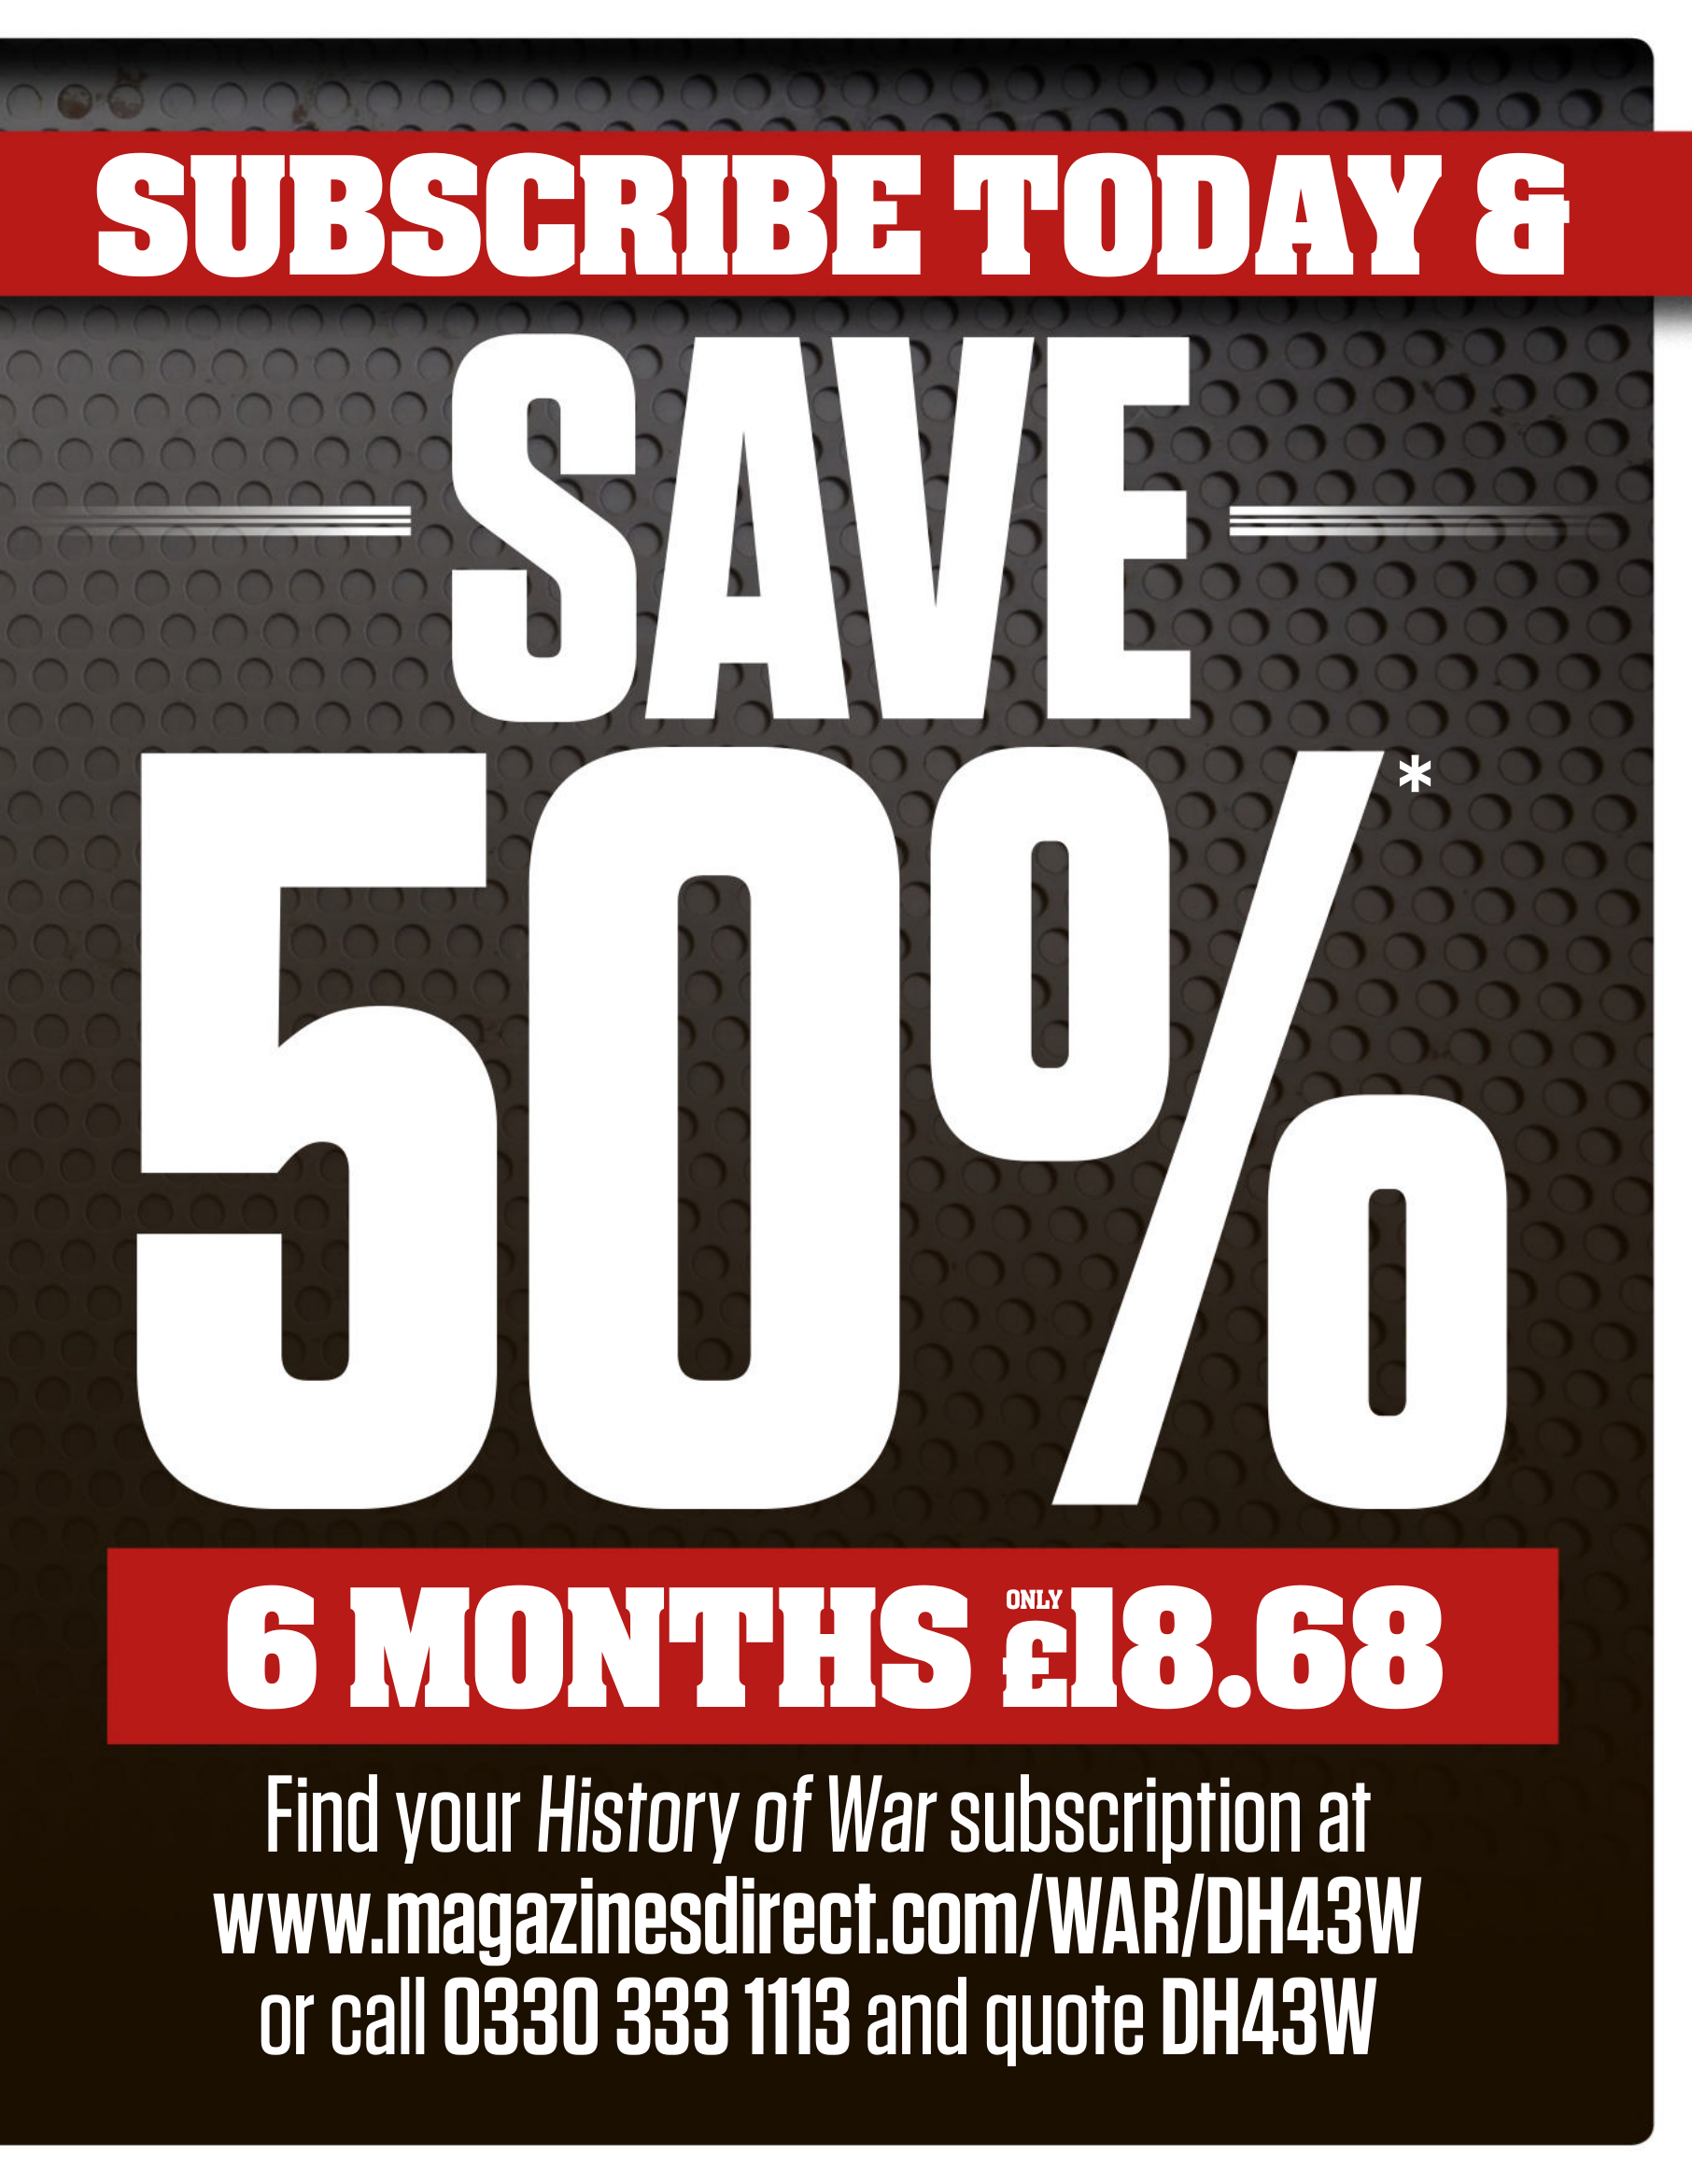 SUBSCRIBE TODAY &
SAVE
50%*
6 MONTHS ONLY £18.68
Find your History of War subscription at
www.magazinesdirect.com/WAR/DH43W
or call 0330 333 1113 and quote DH43W